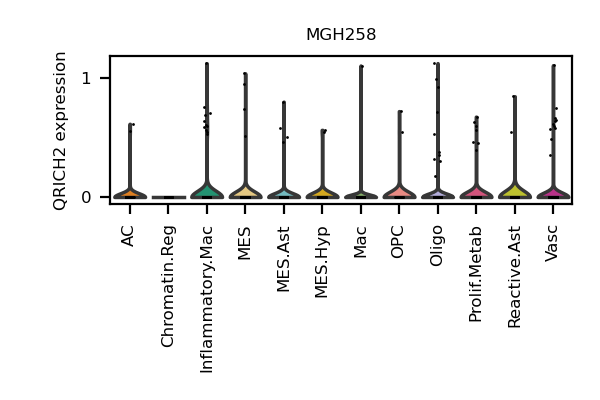 MGH258
QRICH2 expression
1
0
AC
Chromatin.Reg
Inflammatory.Mac
MES
MES.Ast
MES.Hyp
Mac
OPC
Oligo
Prolif.Metab
Reactive.Ast
Vasc